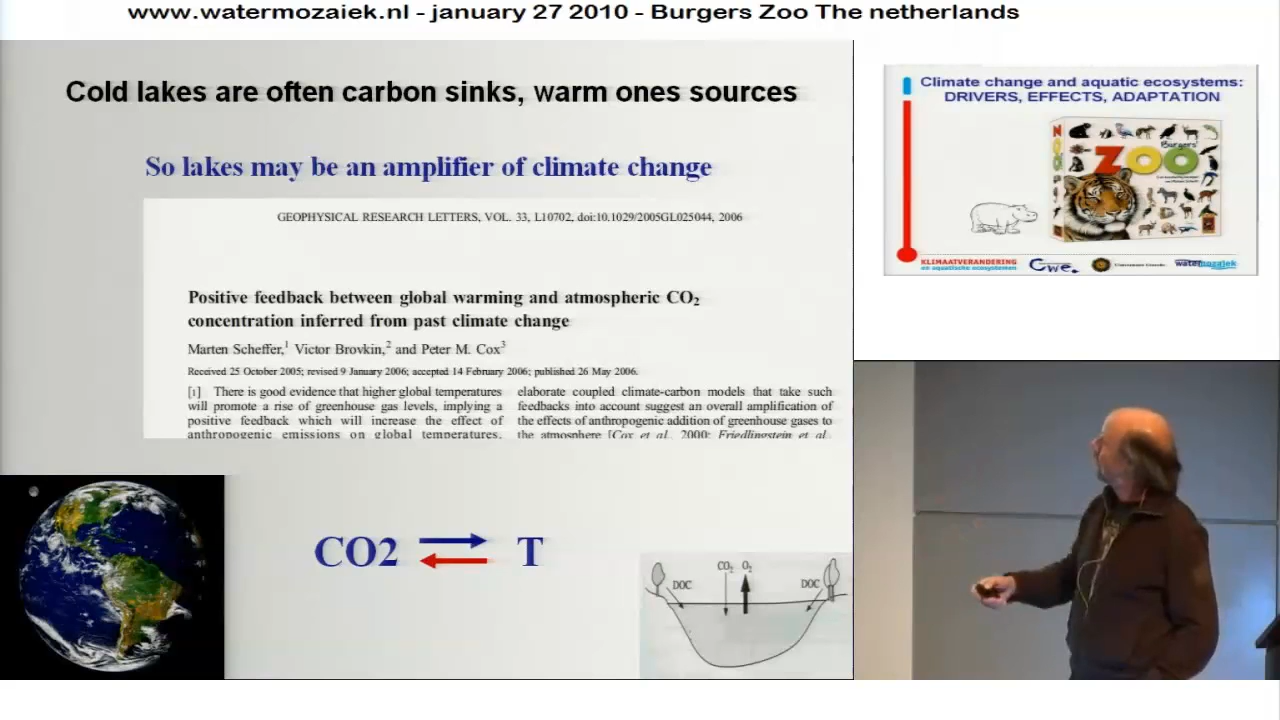 www.watermozaiek.nl - january 27 2010 - Burgers Zoo The netherlands
Cold lakes are often carbon sinks, warm ones sources
So lakes may be an amplifier of climate change
GEOPHYSICAL RESEARCH LETTERS, VOL. 33, L10702, doi:10.1029/2005GL025044, 2006
Positive feedback between global warming and atmospheric CO2
concentration inferred from past climate change
Marten Scheffer,1 Victor Brovkin,2 and Peter M. Cox3
Received 25 October 2005; revised 9 January 2006; accepted 14 February 2006; published 26 May 2006.
[1] There is good evidence that higher global temperatures
will promote a rise of greenhouse gas levels, implying a
positive feedback which will increase the effect of
anthropogenic emissions on global temperatures.
elaborate coupled climate-carbon models that take such
feedbacks into account suggest an overall amplification of
the effects of anthropogenic addition of greenhouse gases to
the atmosphere [Cox et al., 2000; Friedlingstein et al.,
CO2 T
DOC CO2 O2 DOC
Climate change and aquatic ecosystems:
DRIVERS, EFFECTS, ADAPTATION
Burgers'
ZOO
ZOO
KLIMAATVERANDERING
en aquatische ecosystemen
Cwe.
watermozaiek